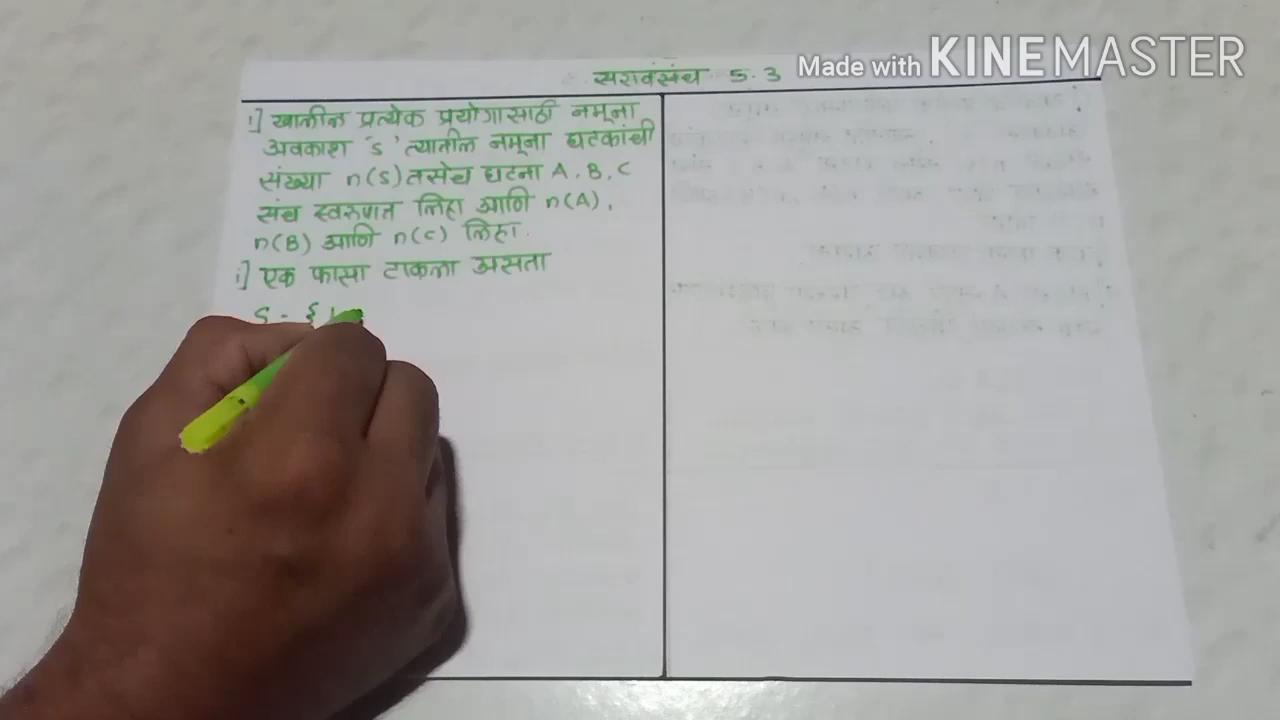 सरावसंच 5.3
Made with KINEMASTER
1] खालील प्रत्येक प्रयोगासाठी नमूना
अवकाश 'S' त्यातील नमूना घटकांची
संख्या n(S) तसेच घटना A, B, C
संच स्वरुपात लिहा आणि n(A),
n(B) आणि n(C) लिहा.
i] एक फासा टाकला असता
S = {1,